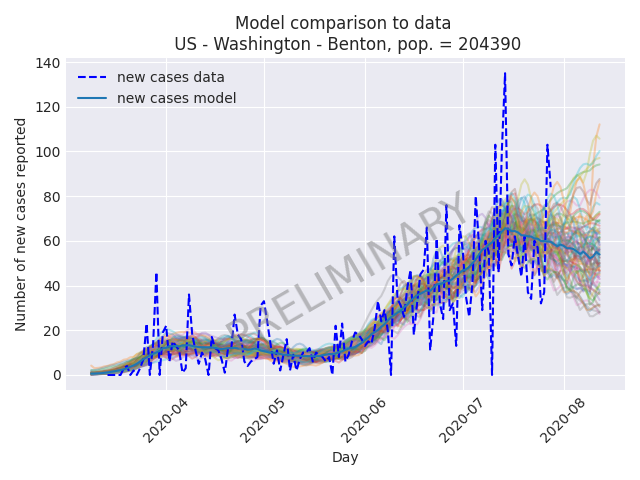 Model comparison to data
US - Washington - Benton, pop. = 204390
new cases data
new cases model
PRELIMINARY
Number of new cases reported
140
120
100
80
60
40
20
0
2020-04
2020-05
2020-06
2020-07
2020-08
Day